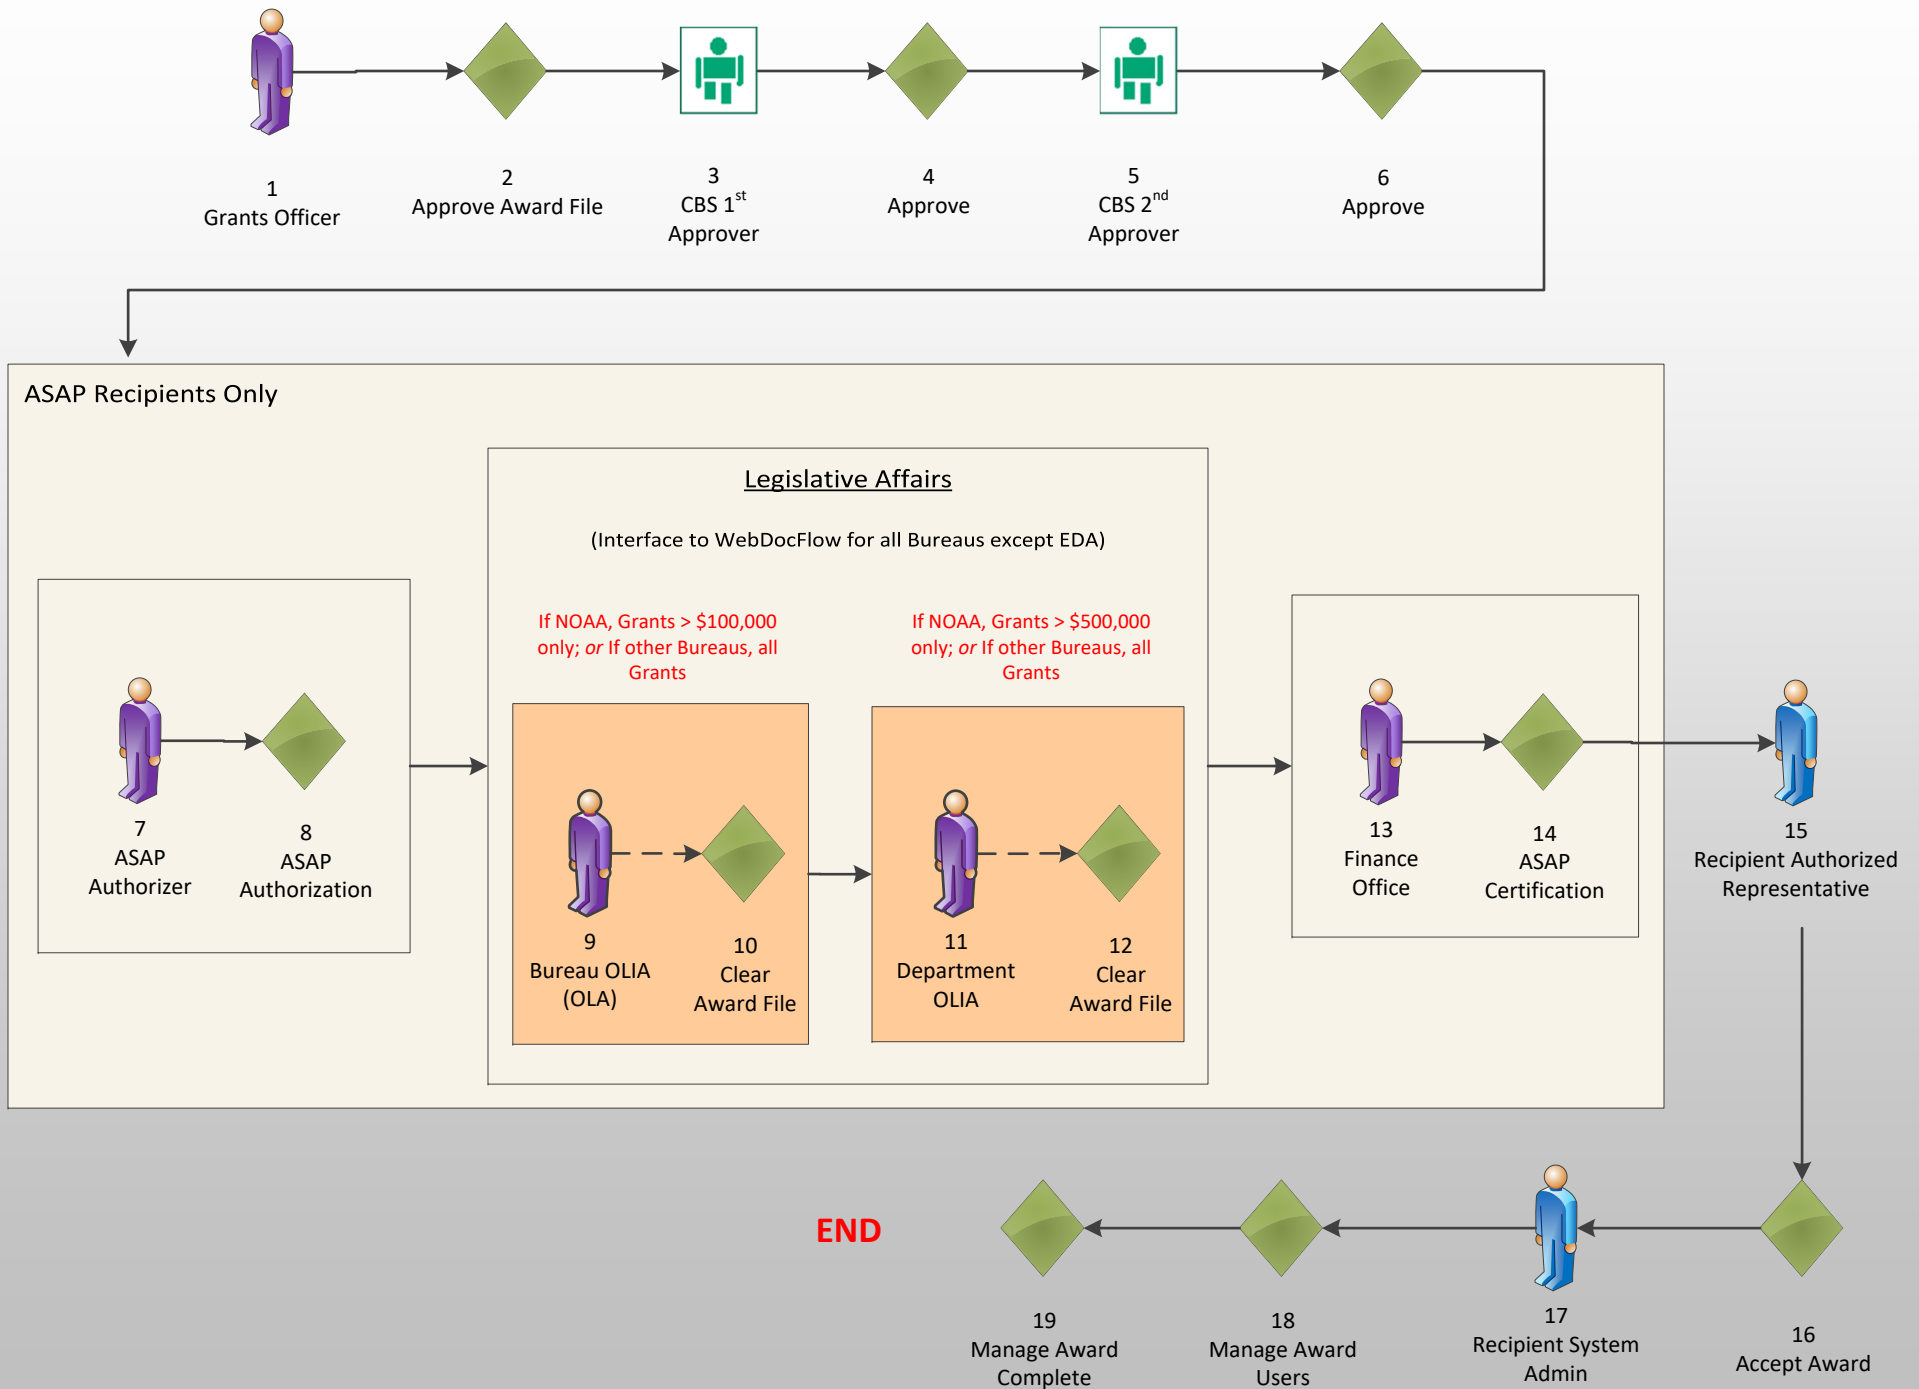 1
Grants Officer
2
Approve Award File
3
CBS 1st
Approver
4
Approve
5
CBS 2nd
Approver
6
Approve
ASAP Recipients Only
Legislative Affairs
(Interface to WebDocFlow for all Bureaus except EDA)
If NOAA, Grants > $100,000
only; or If other Bureaus, all
Grants
If NOAA, Grants > $500,000
only; or If other Bureaus, all
Grants
7
ASAP
Authorizer
8
ASAP
Authorization
9
Bureau OLIA
(OLA)
10
Clear
Award File
11
Department
OLIA
12
Clear
Award File
13
Finance
Office
14
ASAP
Certification
15
Recipient Authorized
Representative
END
19
Manage Award
Complete
18
Manage Award
Users
17
Recipient System
Admin
16
Accept Award